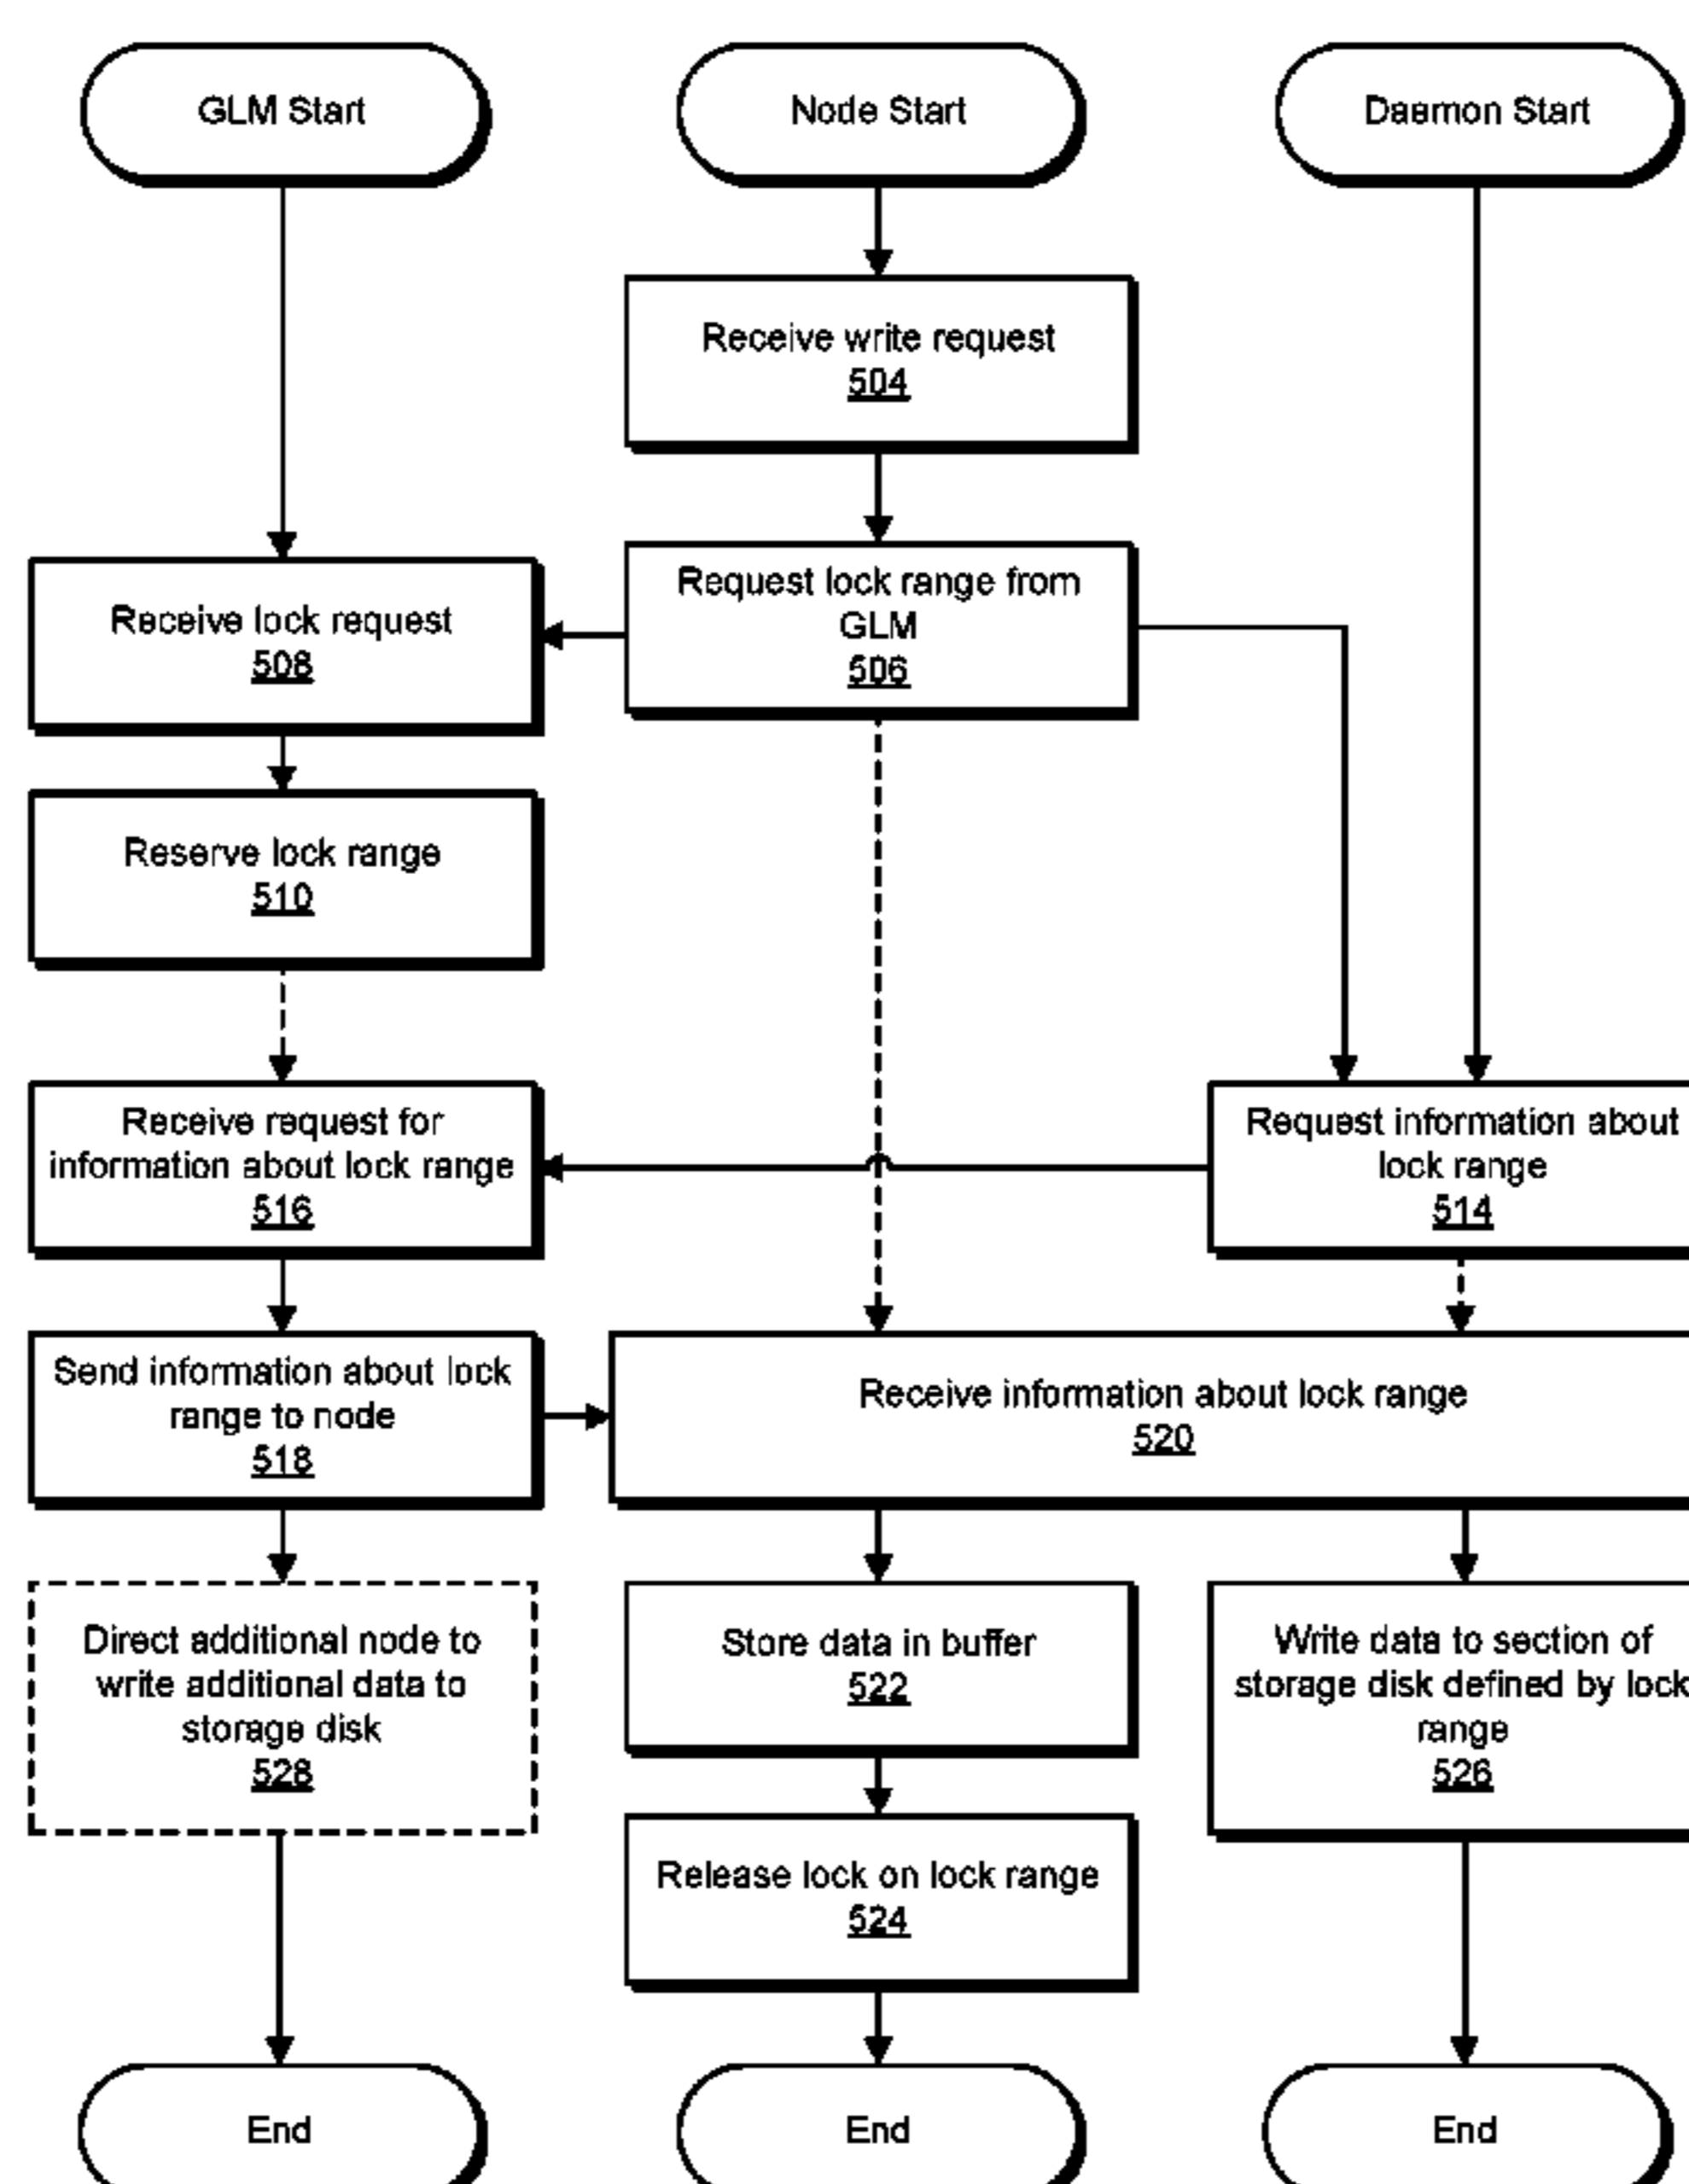 GLM Start
Node Start
Daemon Start
Receive write request
504
Request lock range from
GLM
506
Receive lock request
508
Reserve lock range
510
Receive request for
information about lock range
516
Request information about
lock range
514
Send information about lock
range to node
518
Receive information about lock range
520
Direct additional node to
write additional data to
storage disk
528
Store data in buffer
522
Write data to section of
storage disk defined by lock
range
526
Release lock on lock range
524
End
End
End